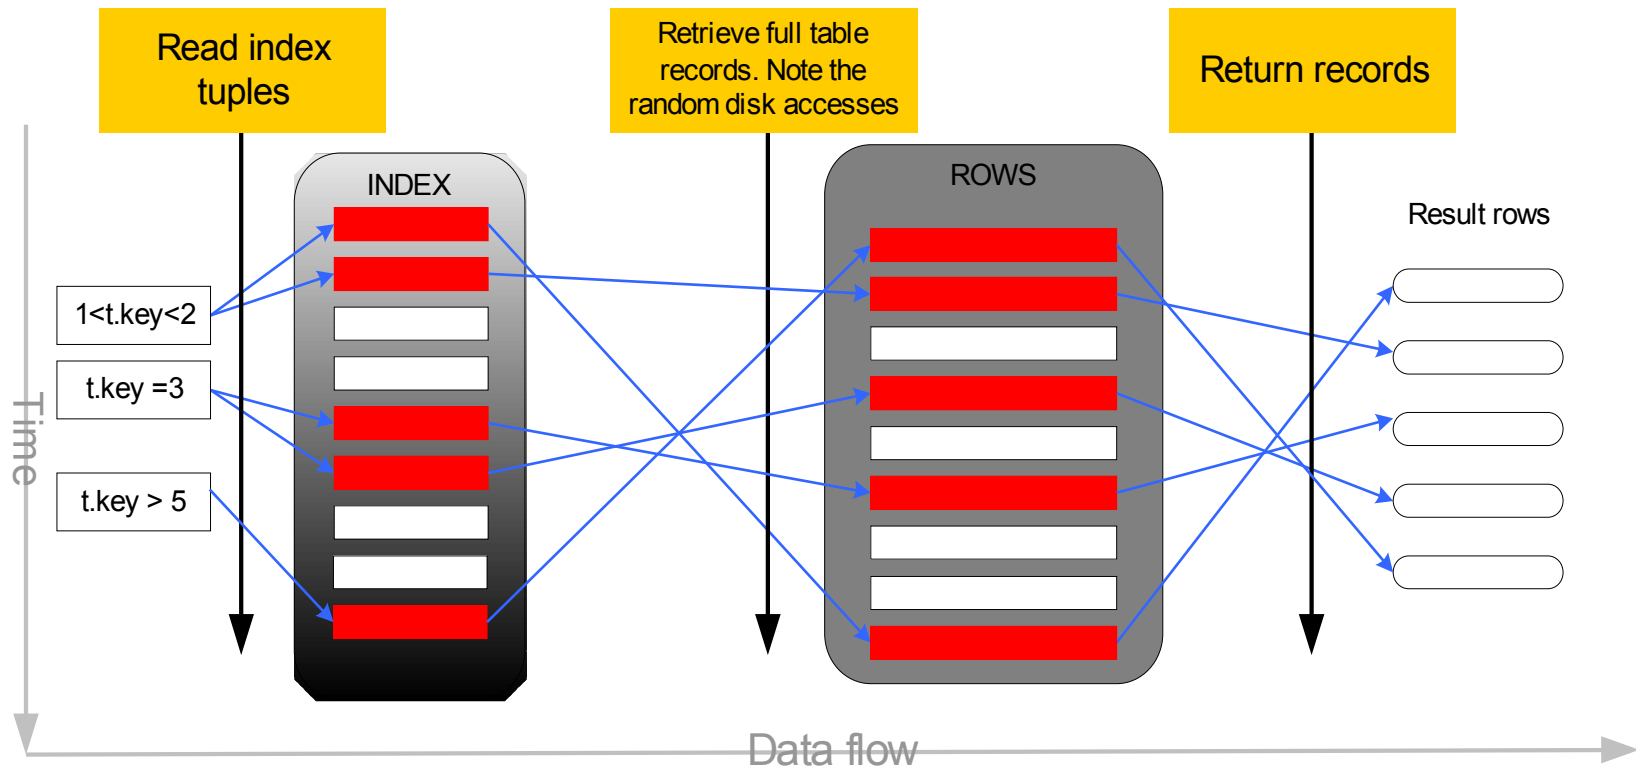 Read index
tuples
Retrieve full table
records. Note the
random disk accesses
Return records
INDEX
ROWS
Result rows
1<t.key<2
t.key =3
t.key > 5
Time
Data flow